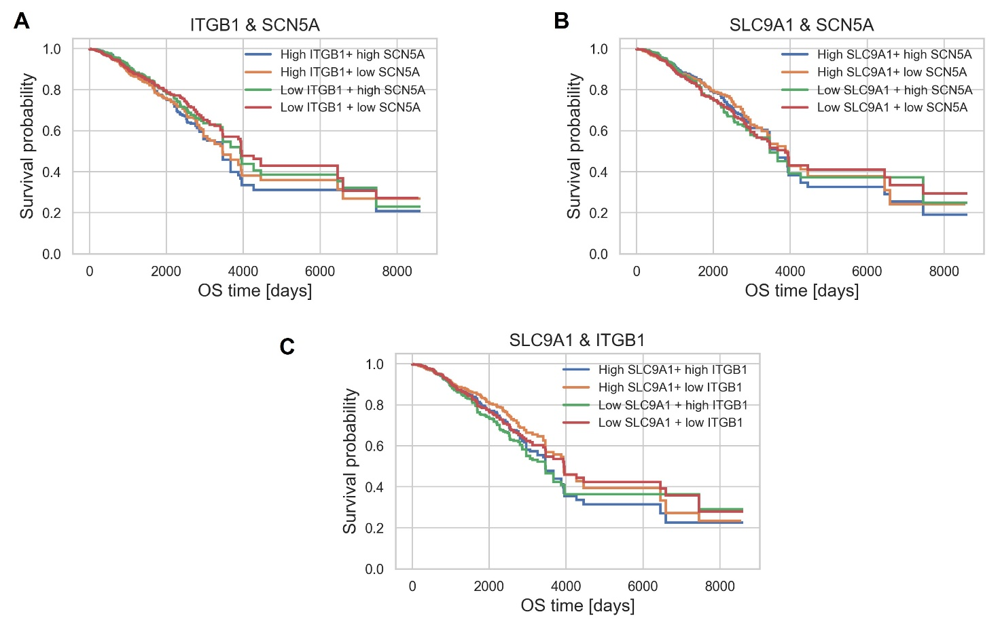 A
ITGB1 & SCN5A
1.0
0.8
0.6
0.4
0.2
0.0
Survival probability
High ITGB1+ high SCN5A
High ITGB1+ low SCN5A
Low ITGB1 + high SCN5A
Low ITGB1 + low SCN5A
0 2000 4000 6000 8000
OS time [days]
B
SLC9A1 & SCN5A
1.0
0.8
0.6
0.4
0.2
0.0
Survival probability
High SLC9A1+ high SCN5A
High SLC9A1+ low SCN5A
Low SLC9A1 + high SCN5A
Low SLC9A1 + low SCN5A
0 2000 4000 6000 8000
OS time [days]
C
SLC9A1 & ITGB1
1.0
0.8
0.6
0.4
0.2
0.0
Survival probability
High SLC9A1+ high ITGB1
High SLC9A1+ low ITGB1
Low SLC9A1 + high ITGB1
Low SLC9A1 + low ITGB1
0 2000 4000 6000 8000
OS time [days]